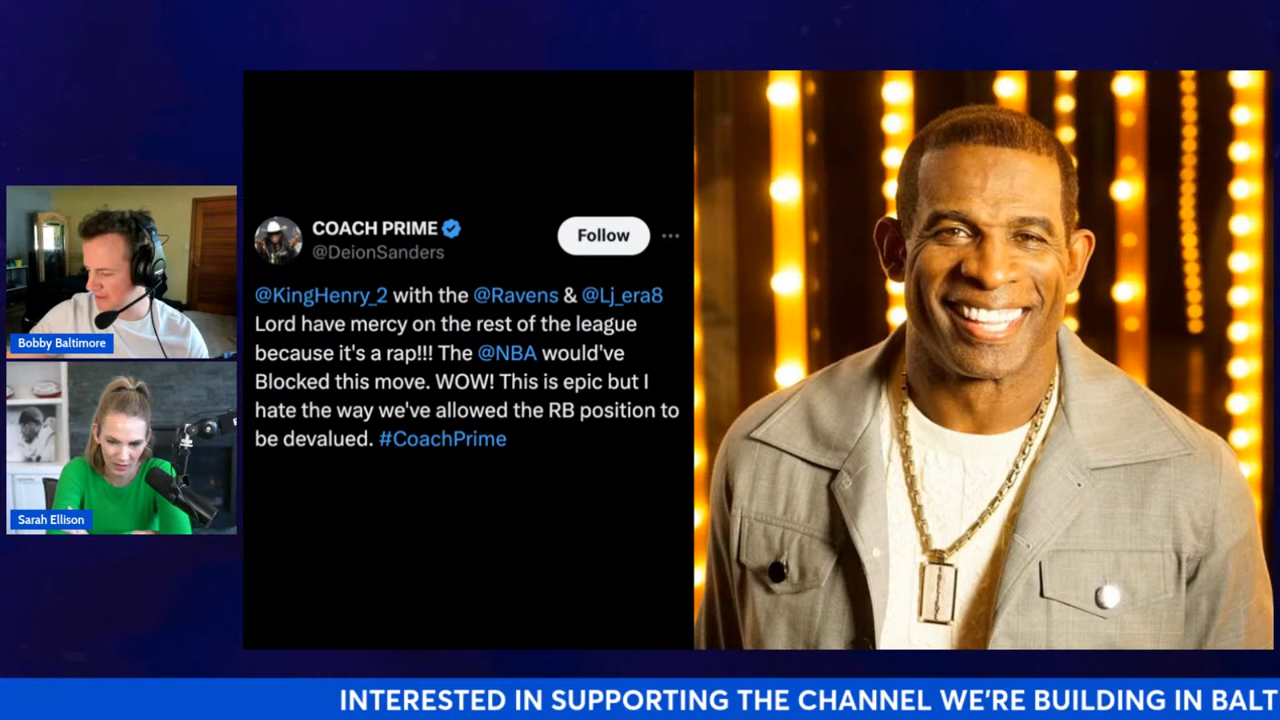 COACH PRIME
@DeionSanders
Follow
@KingHenry_2 with the @Ravens & @Lj_era8
Lord have mercy on the rest of the league
because it's a rap!!! The @NBA would've
Blocked this move. WOW! This is epic but I
hate the way we've allowed the RB position to
be devalued. #CoachPrime
Bobby Baltimore
Sarah Ellison
INTERESTED IN SUPPORTING THE CHANNEL WE'RE BUILDING IN BALT